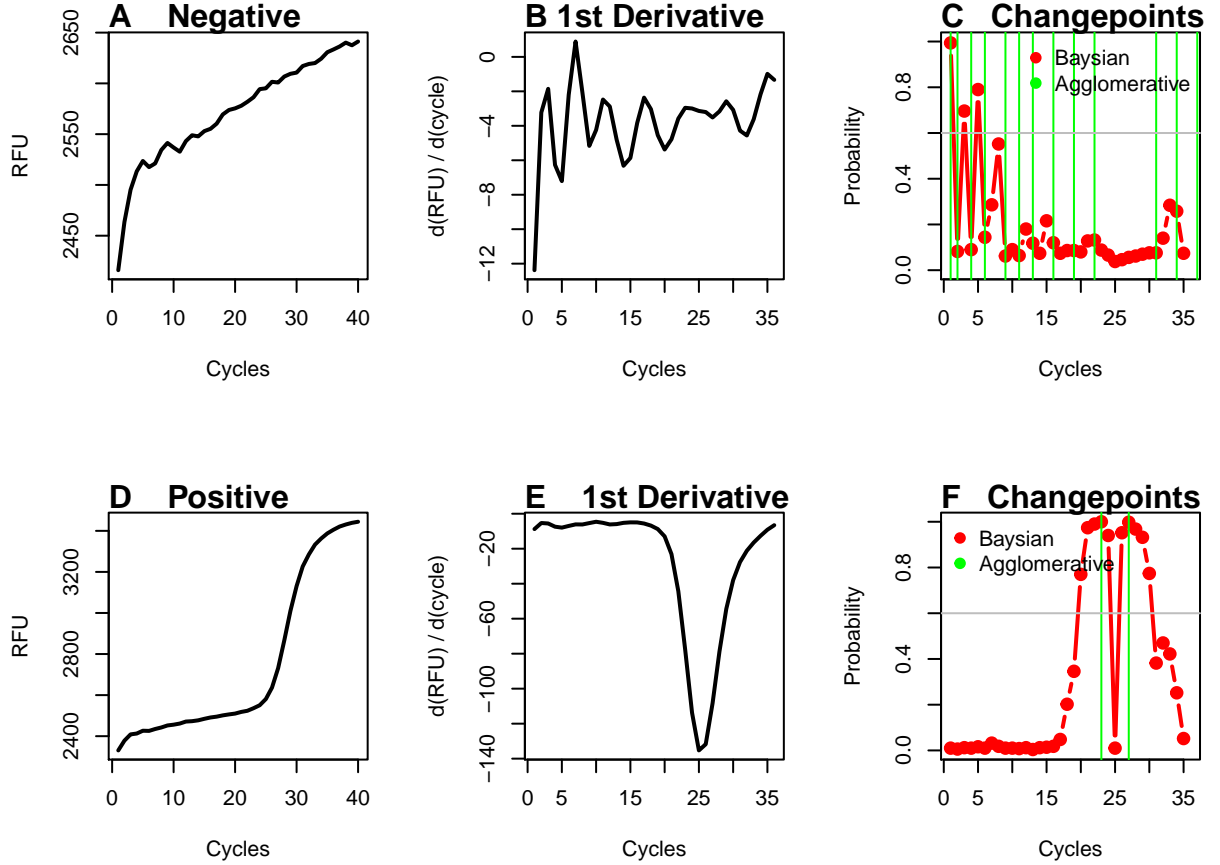 A Negative
RFU
2450
2550
2650
0
10
20
30
40
Cycles
B 1st Derivative
d(RFU) / d(cycle)
0
−4
−8
−12
0
5
15
25
35
Cycles
C Changepoints
Probability
0.0
0.4
0.8
Baysian
Agglomerative
0
5
15
25
35
Cycles
D Positive
RFU
2400
2800
3200
0
10
20
30
40
Cycles
E 1st Derivative
d(RFU) / d(cycle)
−20
−60
−100
−140
0
5
15
25
35
Cycles
F Changepoints
Probability
0.0
0.4
0.8
Baysian
Agglomerative
0
5
15
25
35
Cycles